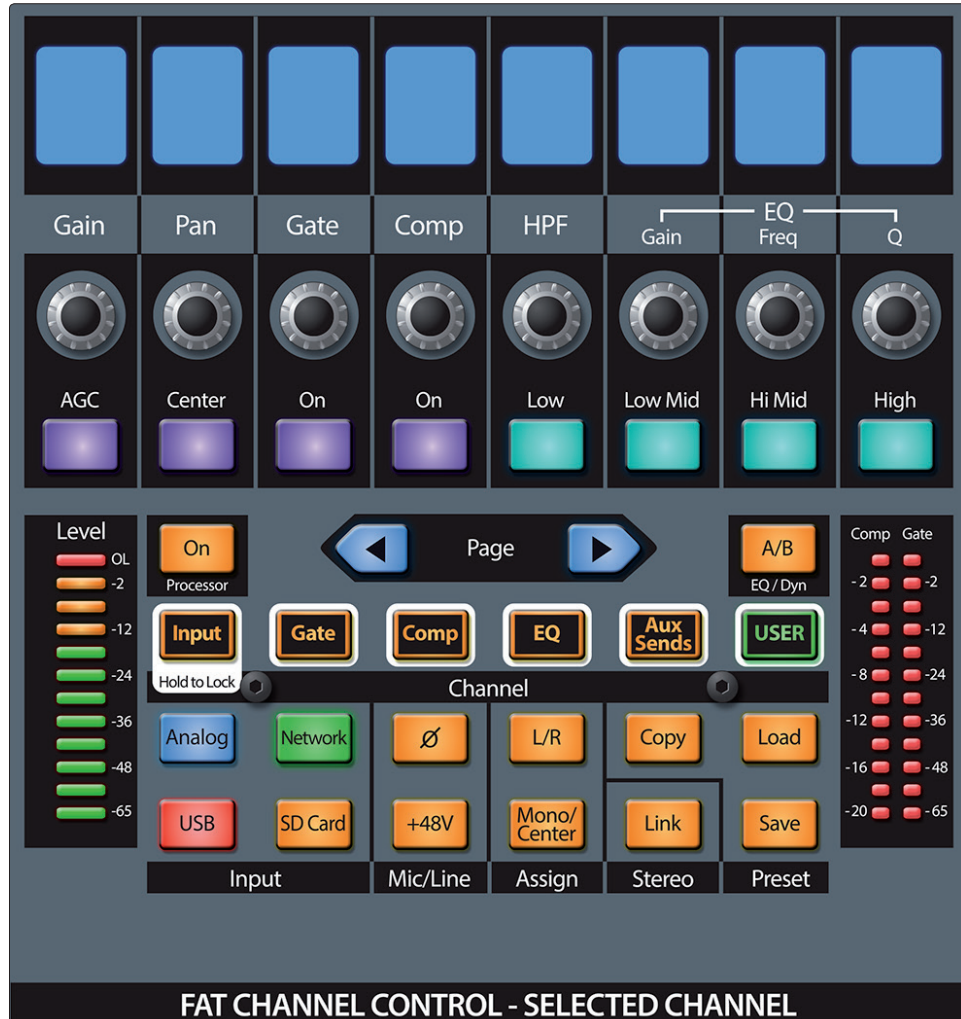 Gain Pan Gate Comp HPF EQ
Gain Freq Q
AGC Center On On Low Low Mid Hi Mid High
Level
OL
-2
-12
-24
-36
-48
-65
On
Processor
Page
A/B
EQ / Dyn
Comp Gate
-2 -2
-4 -12
-8 -24
-12 -36
-16 -48
-20 -65
Input Gate Comp EQ Aux
Sends USER
Hold to Lock
Channel
Analog Network Ø L/R Copy Load
USB SD Card +48V Mono/
Center Link Save
Input Mic/Line Assign Stereo Preset
FAT CHANNEL CONTROL - SELECTED CHANNEL